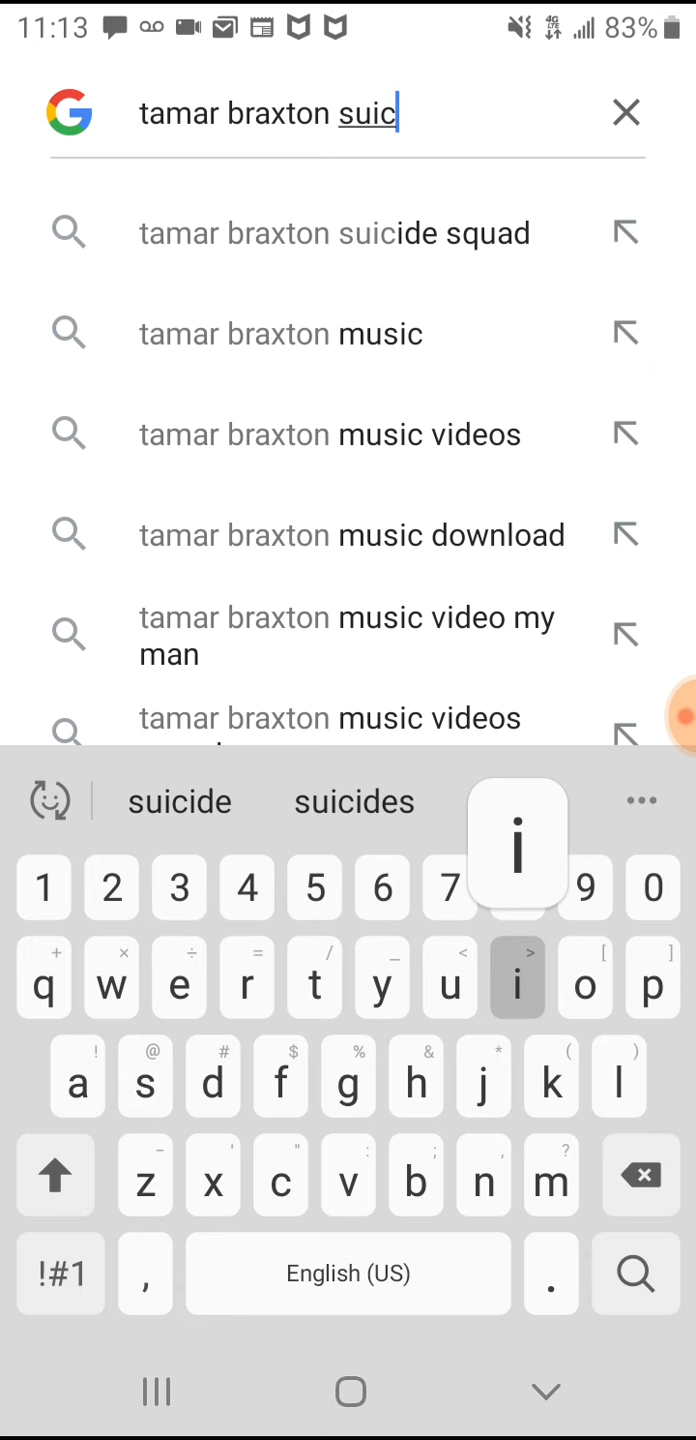 11:13 4G LTE 83%
tamar braxton suic
tamar braxton suicide squad
tamar braxton music
tamar braxton music videos
tamar braxton music download
tamar braxton music video my
man
tamar braxton music videos
suicide suicides
i
1 2 3 4 5 6 7 9 0
+ × ÷ = / _ < > [ ]
q w e r t y u i o p
! @ # $ % & * ( )
a s d f g h j k l
- ' " : ; , ?
z x c v b n m
!#1 , English (US) .